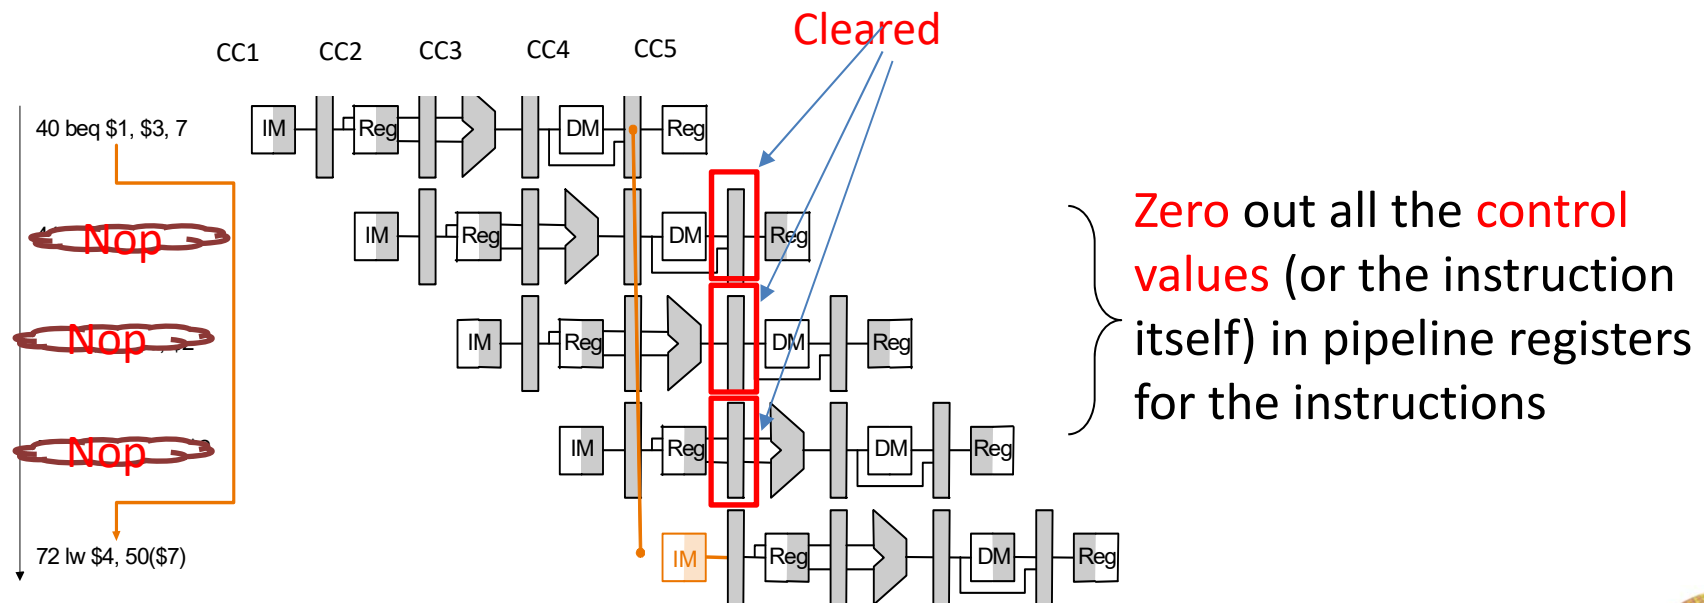 Cleared
CC1 CC2 CC3 CC4 CC5
40 beq $1, $3, 7
IM Reg DM Reg
Nop
IM Reg DM Reg
Nop
IM Reg DM Reg
Nop
IM Reg DM Reg
72 lw $4, 50($7)
IM Reg DM Reg
Zero out all the control
values (or the instruction
itself) in pipeline registers
for the instructions